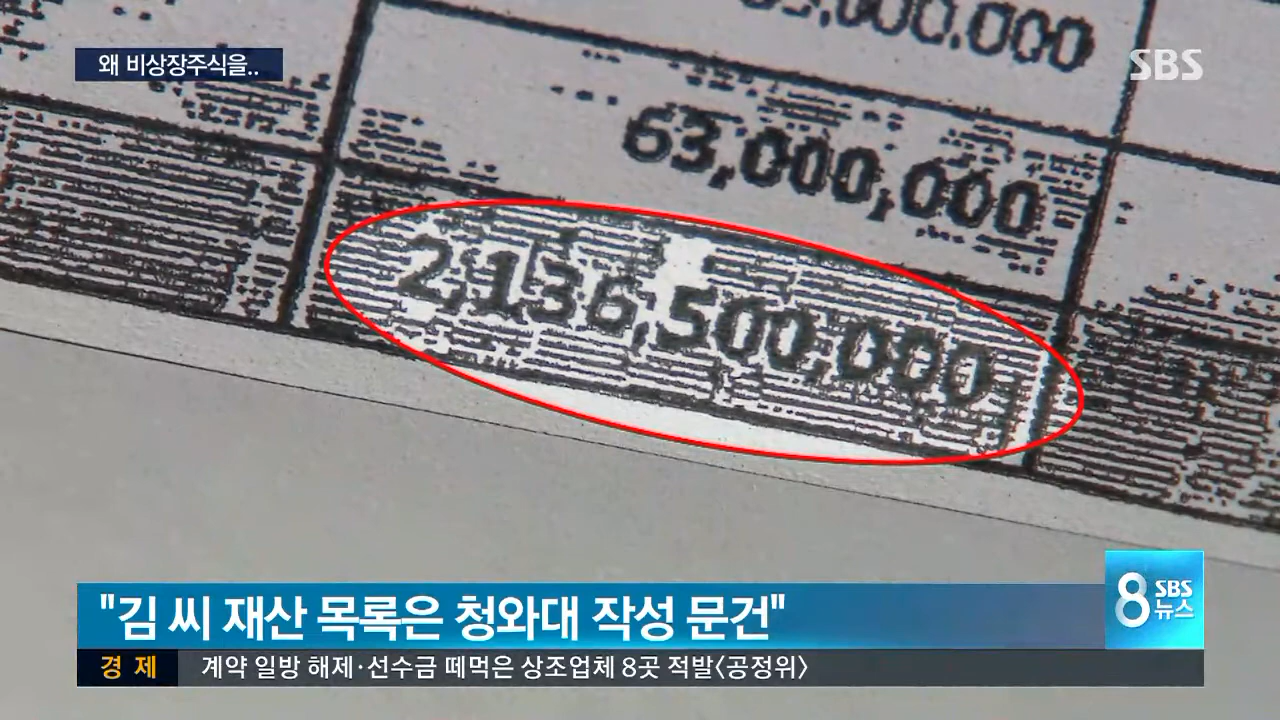 왜 비상장주식을..
SBS
63,000,000
2,136,500,000
"김 씨 재산 목록은 청와대 작성 문건"
8 SBS 뉴스
경 제 계약 일방 해제·선수금 떼먹은 상조업체 8곳 적발<공정위>